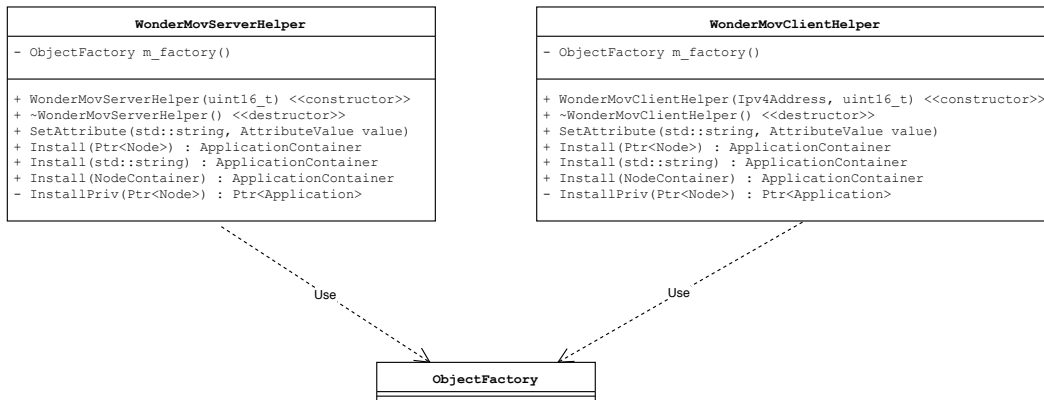 WonderMovServerHelper
- ObjectFactory m_factory()
+ WonderMovServerHelper(uint16_t) <<constructor>>
+ ~WonderMovServerHelper() <<destructor>>
+ SetAttribute(std::string, AttributeValue value)
+ Install(Ptr<Node>) : ApplicationContainer
+ Install(std::string) : ApplicationContainer
+ Install(NodeContainer) : ApplicationContainer
- InstallPriv(Ptr<Node>) : Ptr<Application>
WonderMovClientHelper
- ObjectFactory m_factory()
+ WonderMovClientHelper(Ipv4Address, uint16_t) <<constructor>>
+ ~WonderMovClientHelper() <<destructor>>
+ SetAttribute(std::string, AttributeValue value)
+ Install(Ptr<Node>) : ApplicationContainer
+ Install(std::string) : ApplicationContainer
+ Install(NodeContainer) : ApplicationContainer
- InstallPriv(Ptr<Node>) : Ptr<Application>
Use
Use
ObjectFactory